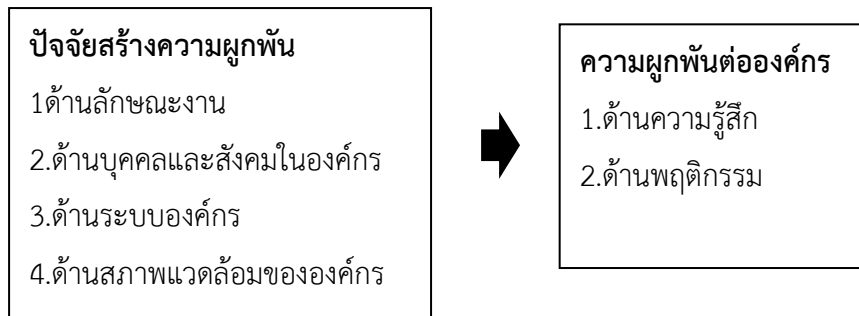 ปัจจัยสร้างความผูกพัน
1ด้านลักษณะงาน
2.ด้านบุคคลและสังคมในองค์กร
3.ด้านระบบองค์กร
4.ด้านสภาพแวดล้อมขององค์กร
ความผูกพันต่อองค์กร
1.ด้านความรู้สึก
2.ด้านพฤติกรรม